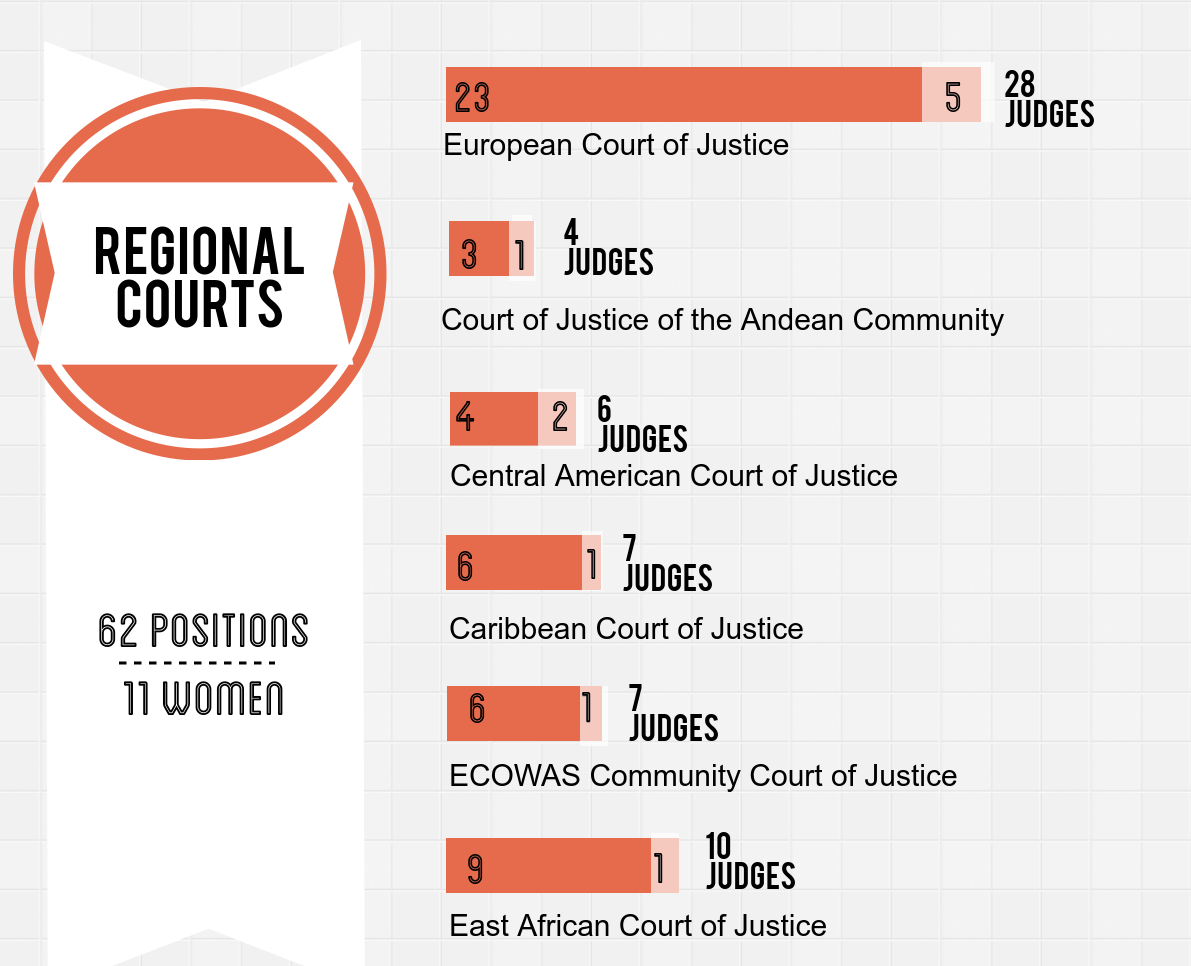 REGIONAL
COURTS
62 POSITIONS
11 WOMEN
23 5 28
JUDGES
European Court of Justice
3 1 4
JUDGES
Court of Justice of the Andean Community
4 2 6
JUDGES
Central American Court of Justice
6 1 7
JUDGES
Caribbean Court of Justice
6 1 7
JUDGES
ECOWAS Community Court of Justice
9 1 10
JUDGES
East African Court of Justice